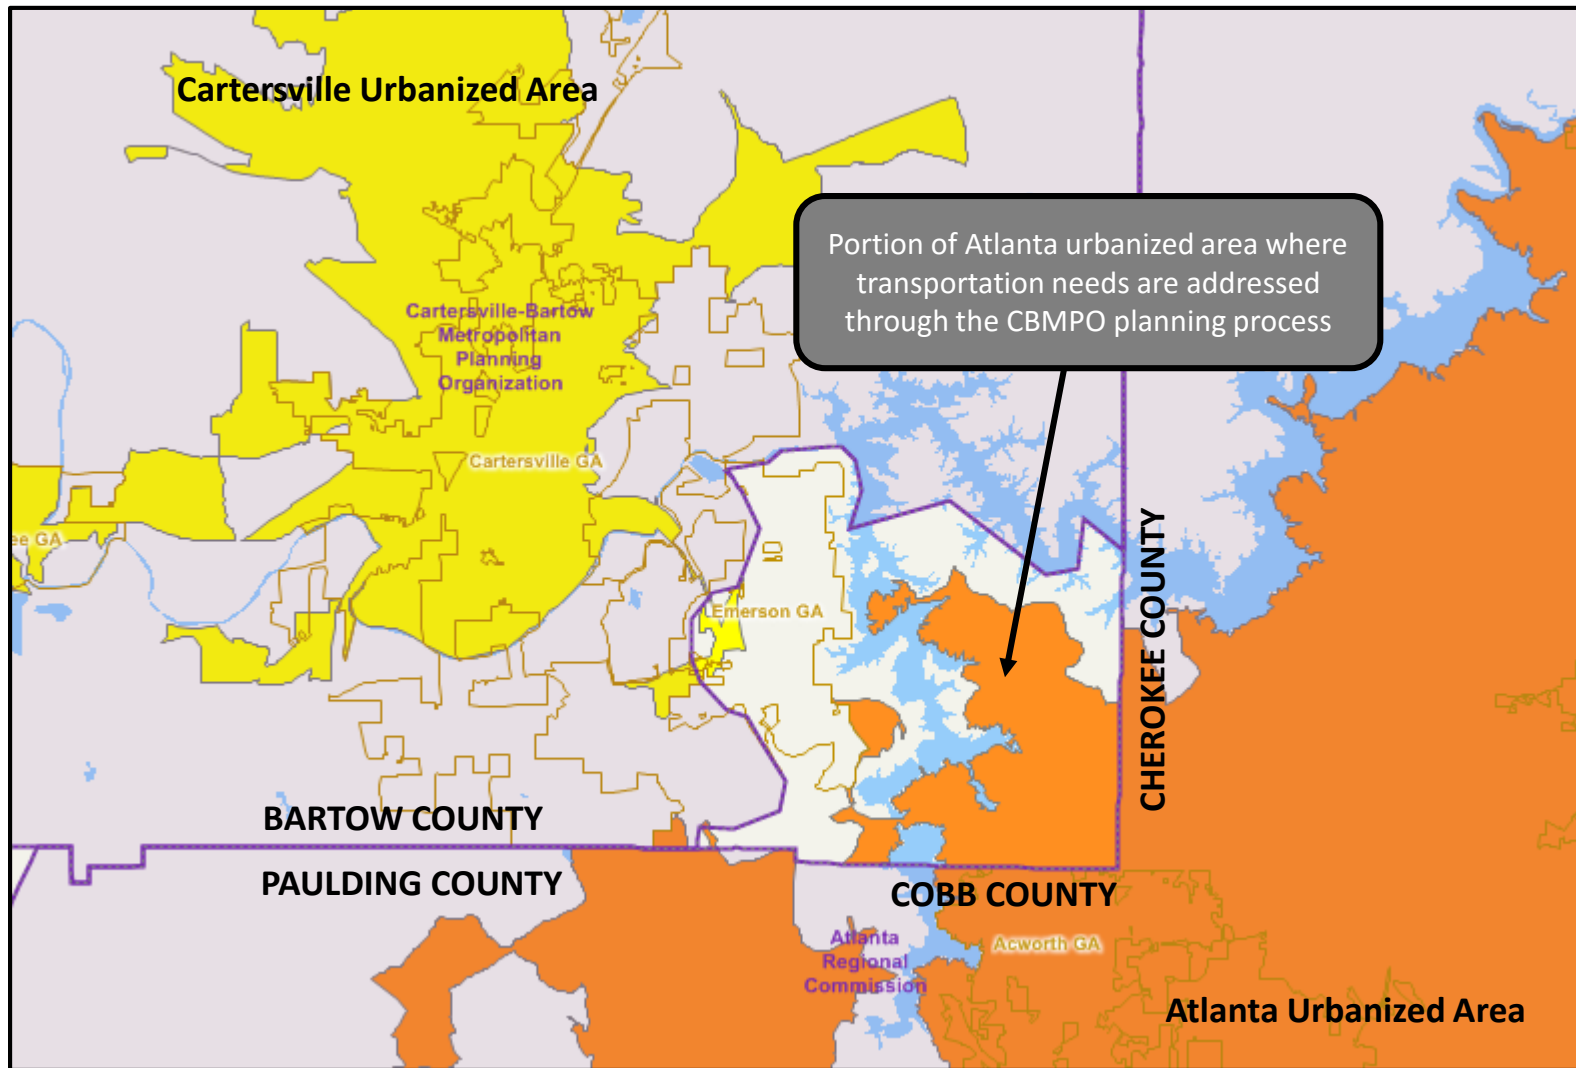 Cartersville Urbanized Area
Portion of Atlanta urbanized area where
transportation needs are addressed
through the CBMPO planning process
Cartersville-Bartow
Metropolitan
Planning
Organization
Cartersville GA
ee GA
Emerson GA
CHEROKEE COUNTY
BARTOW COUNTY
PAULDING COUNTY
COBB COUNTY
Atlanta
Regional
Commission
Acworth GA
Atlanta Urbanized Area